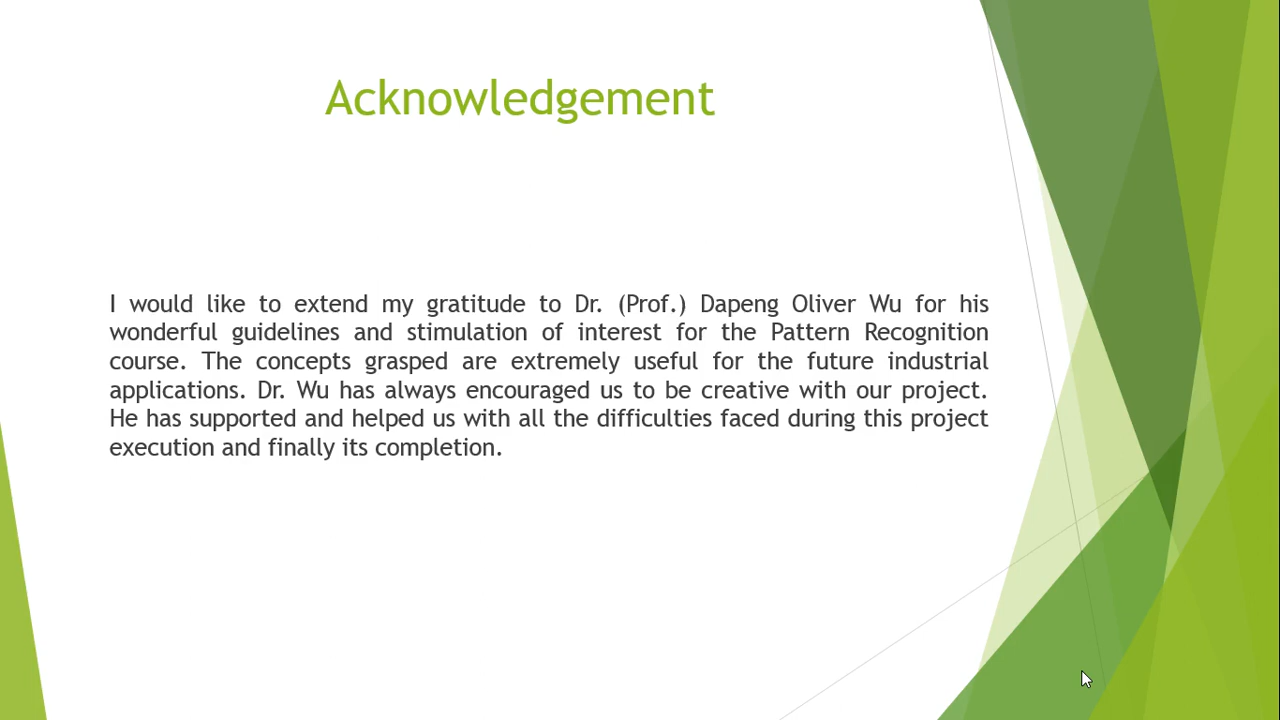 Acknowledgement
I would like to extend my gratitude to Dr. (Prof.) Dapeng Oliver Wu for his
wonderful guidelines and stimulation of interest for the Pattern Recognition
course. The concepts grasped are extremely useful for the future industrial
applications. Dr. Wu has always encouraged us to be creative with our project.
He has supported and helped us with all the difficulties faced during this project
execution and finally its completion.